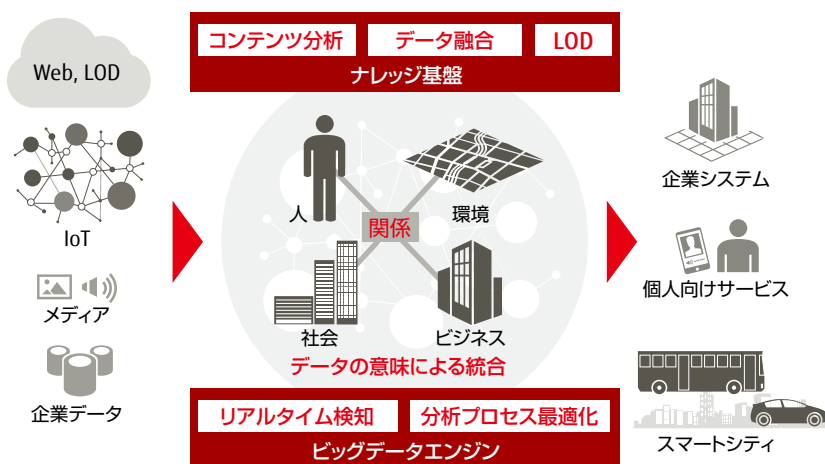 コンテンツ分析
データ融合
LOD
ナレッジ基盤
Web, LOD
IoT
メディア
企業データ
人
環境
関係
社会
ビジネス
データの意味による統合
リアルタイム検知
分析プロセス最適化
ビッグデータエンジン
企業システム
個人向けサービス
スマートシティ